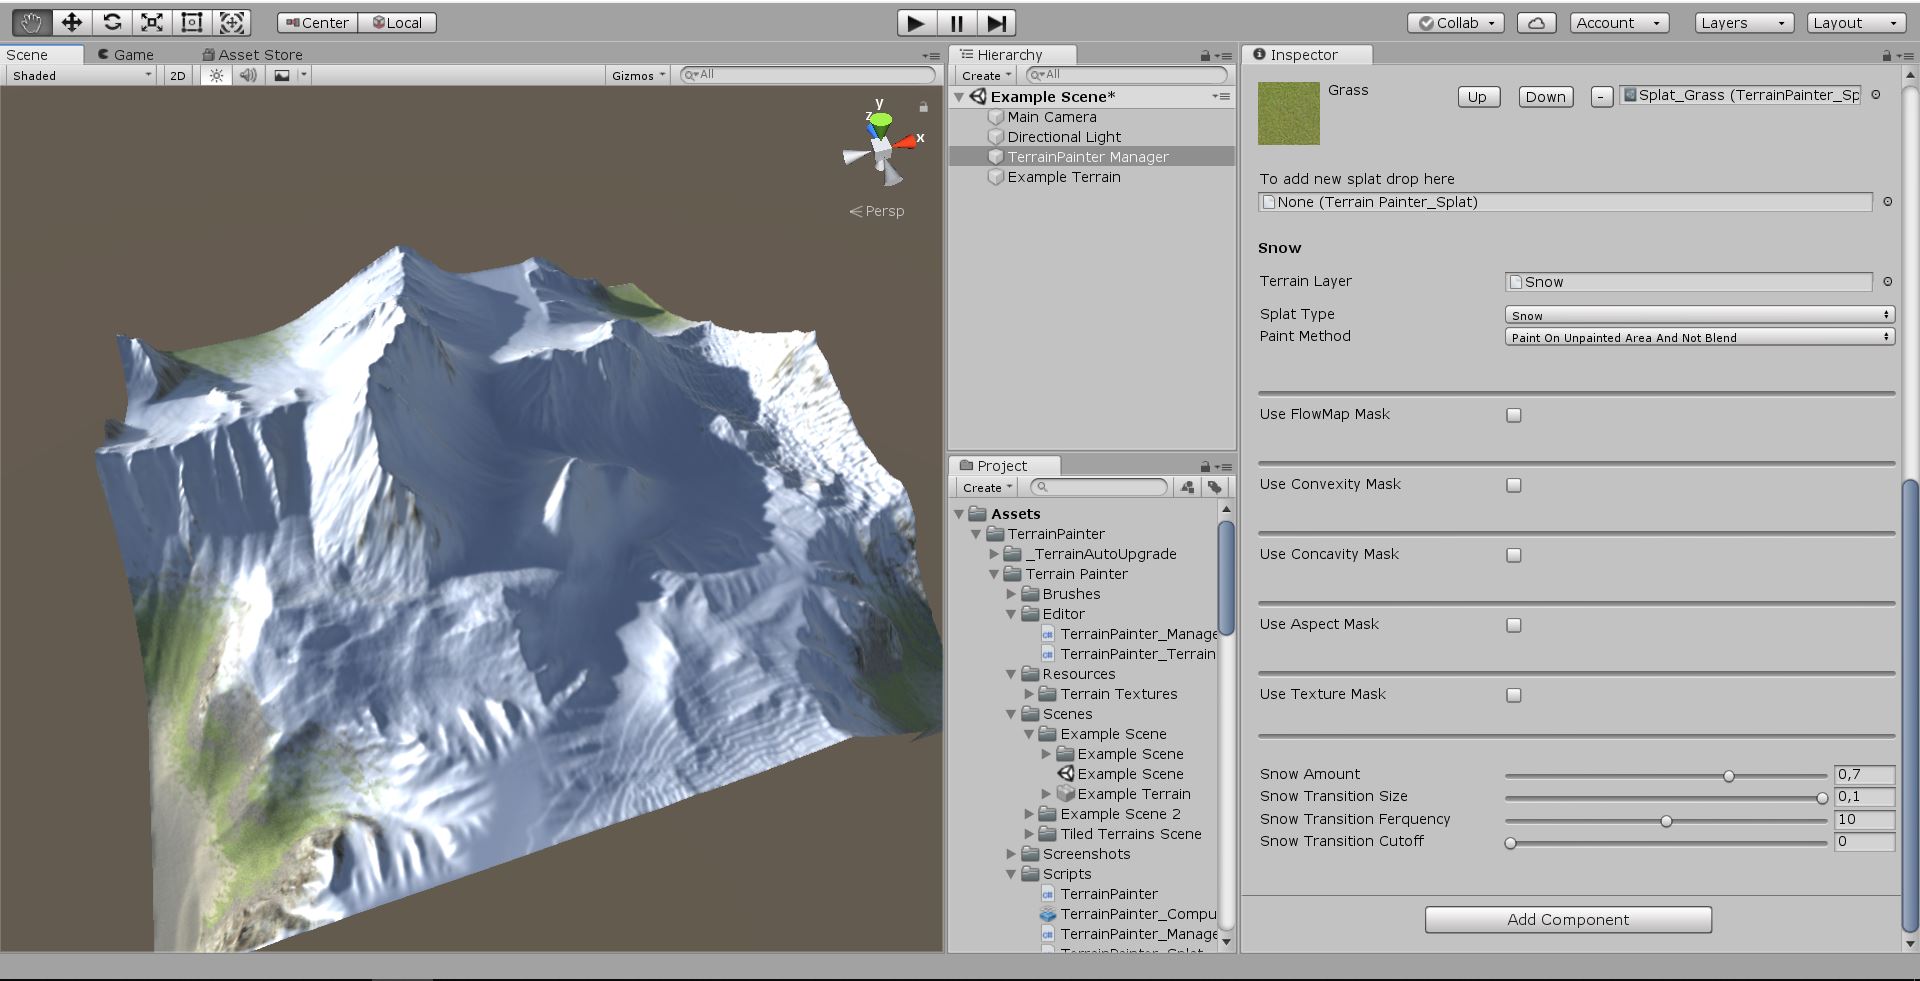 Center Local
Collab Account Layers Layout
Scene Game Asset Store
Shaded 2D Gizmos All
y
z
x
Persp
Hierarchy
Create All
Example Scene*
Main Camera
Directional Light
TerrainPainter Manager
Example Terrain
Project
Create
Assets
TerrainPainter
_TerrainAutoUpgrade
Terrain Painter
Brushes
Editor
TerrainPainter_Manage
TerrainPainter_Terrain
Resources
Terrain Textures
Scenes
Example Scene
Example Scene
Example Scene
Example Terrain
Example Scene 2
Tiled Terrains Scene
Screenshots
Scripts
TerrainPainter
TerrainPainter_Compu
TerrainPainter_Manage
Inspector
Grass Up Down - Splat_Grass (TerrainPainter_Sp
To add new splat drop here
None (Terrain Painter_Splat)
Snow
Terrain Layer Snow
Splat Type Snow
Paint Method Paint On Unpainted Area And Not Blend
Use FlowMap Mask
Use Convexity Mask
Use Concavity Mask
Use Aspect Mask
Use Texture Mask
Snow Amount 0,7
Snow Transition Size 0,1
Snow Transition Ferquency 10
Snow Transition Cutoff 0
Add Component